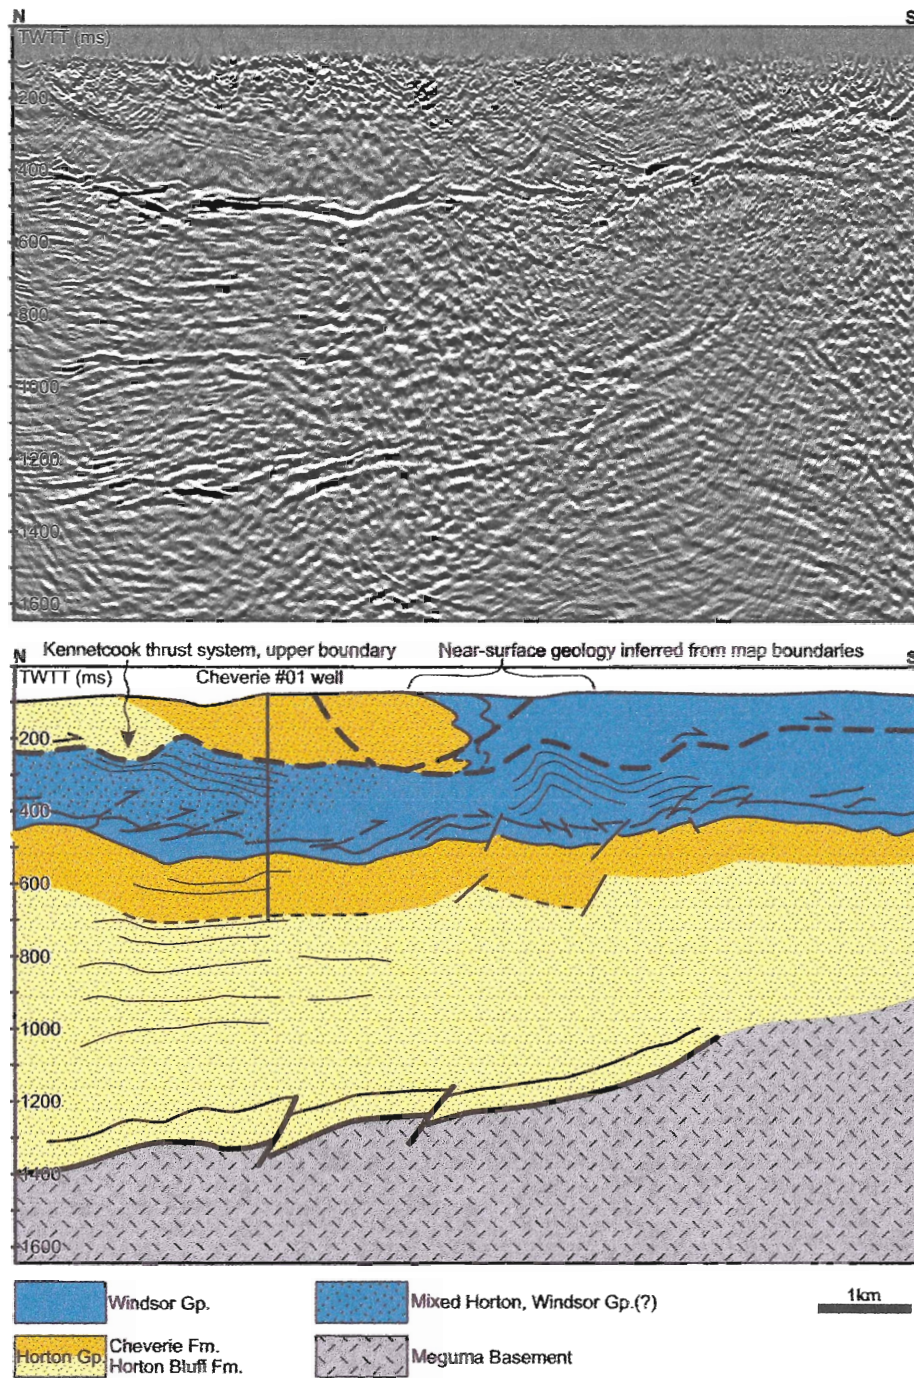 N S
TWTT (ms)
200
400
600
800
1000
1200
1400
1600
Kennetcook thrust system, upper boundary Near-surface geology inferred from map boundaries
N S
TWTT (ms) Cheverie #01 well
200
400
600
800
1000
1200
1400
1600
Windsor Gp. Mixed Horton, Windsor Gp.(?) 1km
Horton Gp. Cheverie Fm.
Horton Bluff Fm. Meguma Basement